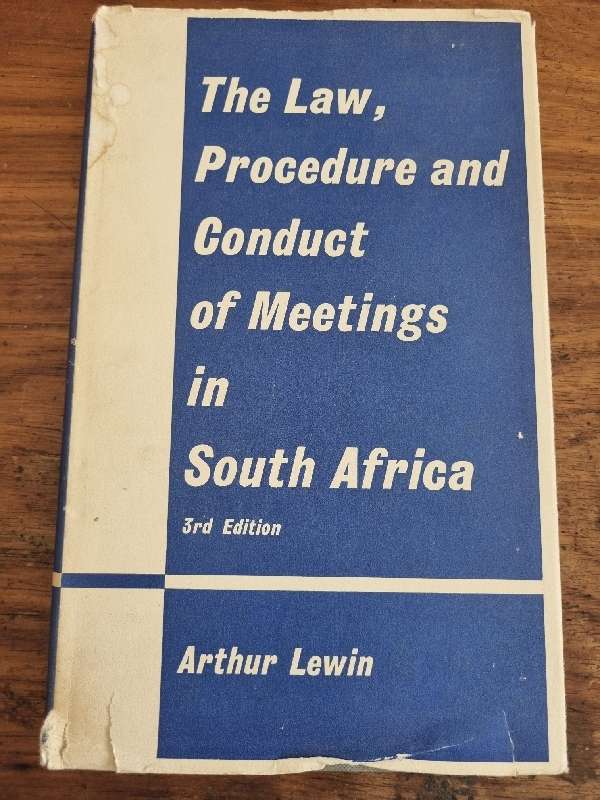 The Law,
Procedure and
Conduct
of Meetings
in
South Africa
3rd Edition
Arthur Lewin